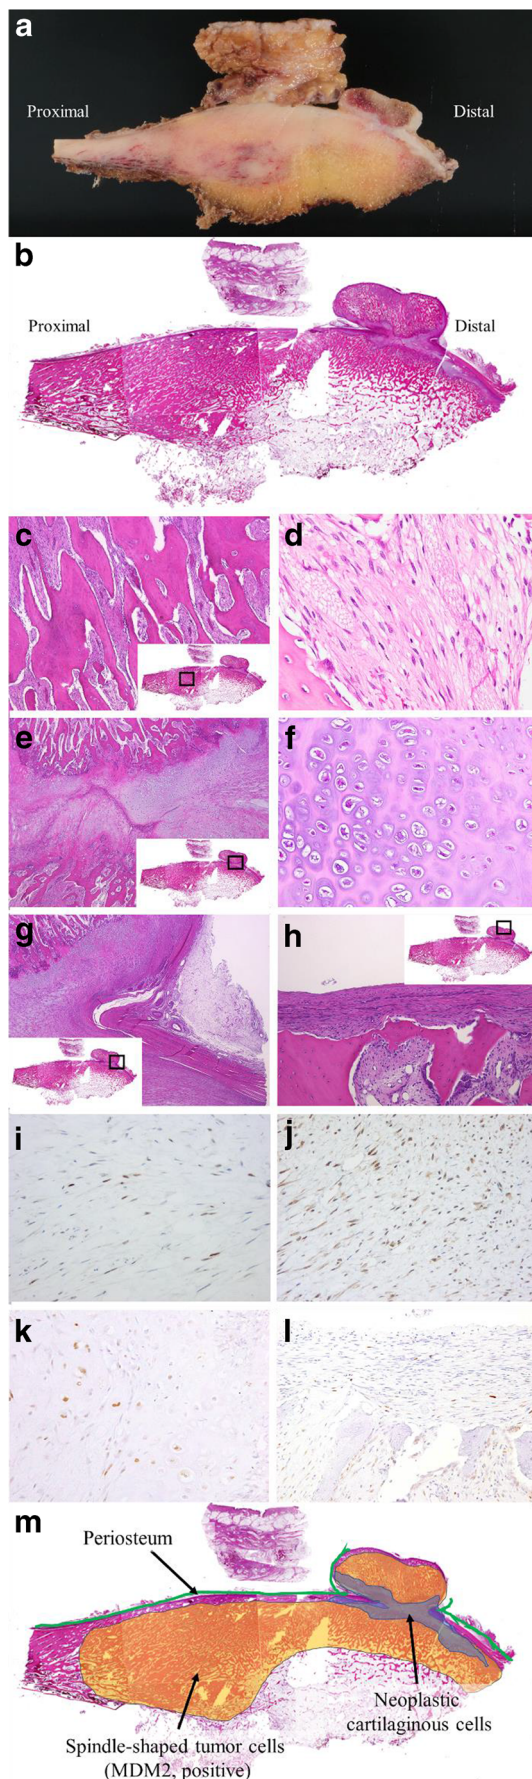 a
Proximal
Distal
b
Proximal
Distal
c
d
e
f
g
h
i
j
k
l
m
Periosteum
Neoplastic
cartilaginous cells
Spindle-shaped tumor cells
(MDM2, positive)